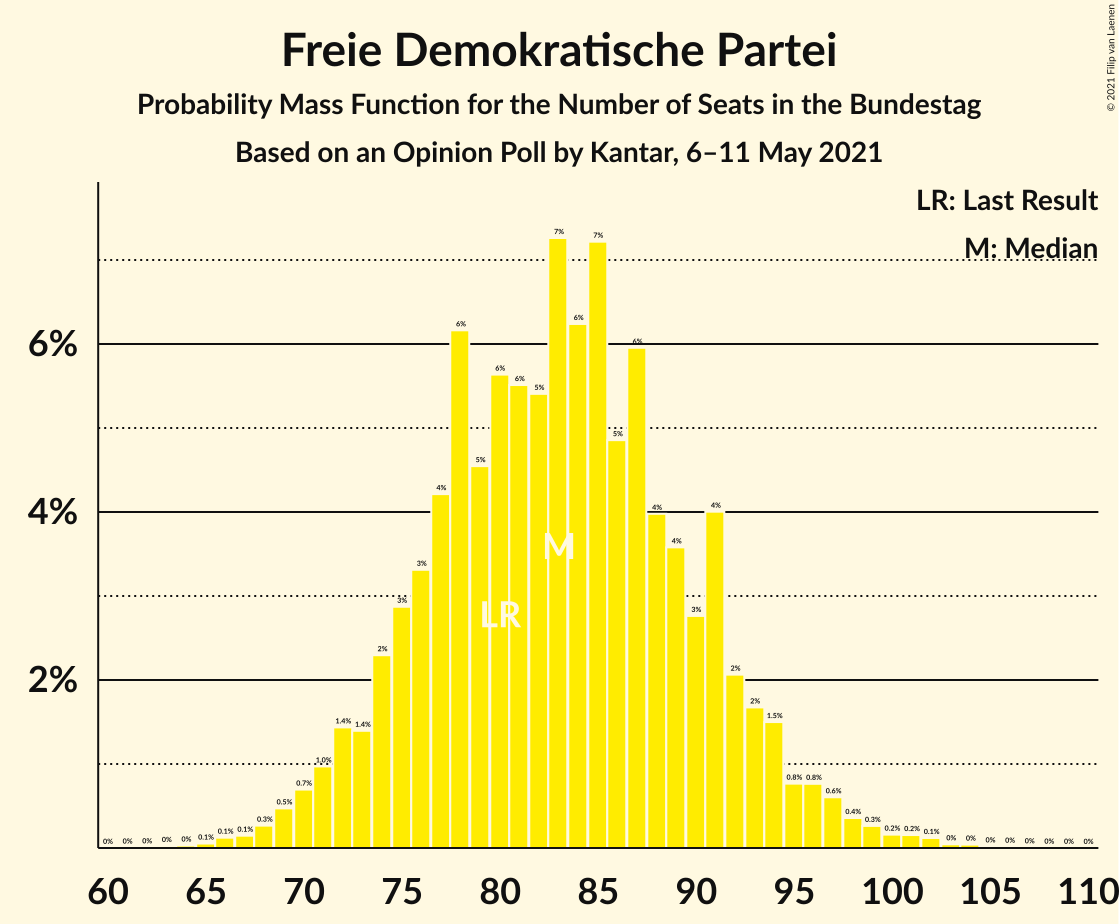 Freie Demokratische Partei
Probability Mass Function for the Number of Seats in the Bundestag
Based on an Opinion Poll by Kantar, 6–11 May 2021
© 2021 Filip van Laenen
LR: Last Result
M: Median
6%
4%
2%
0% 0% 0% 0% 0% 0.1% 0.1% 0.1% 0.3% 0.5% 0.7% 1.0% 1.4% 1.4% 2% 3% 3% 4% 6% 5% 6% 6% 5% 7% 6% 7% 5% 6% 4% 4% 3% 4% 2% 2% 1.5% 0.8% 0.8% 0.6% 0.4% 0.3% 0.2% 0.2% 0.1% 0% 0% 0% 0% 0% 0% 0% 0%
M
LR
60 65 70 75 80 85 90 95 100 105 110